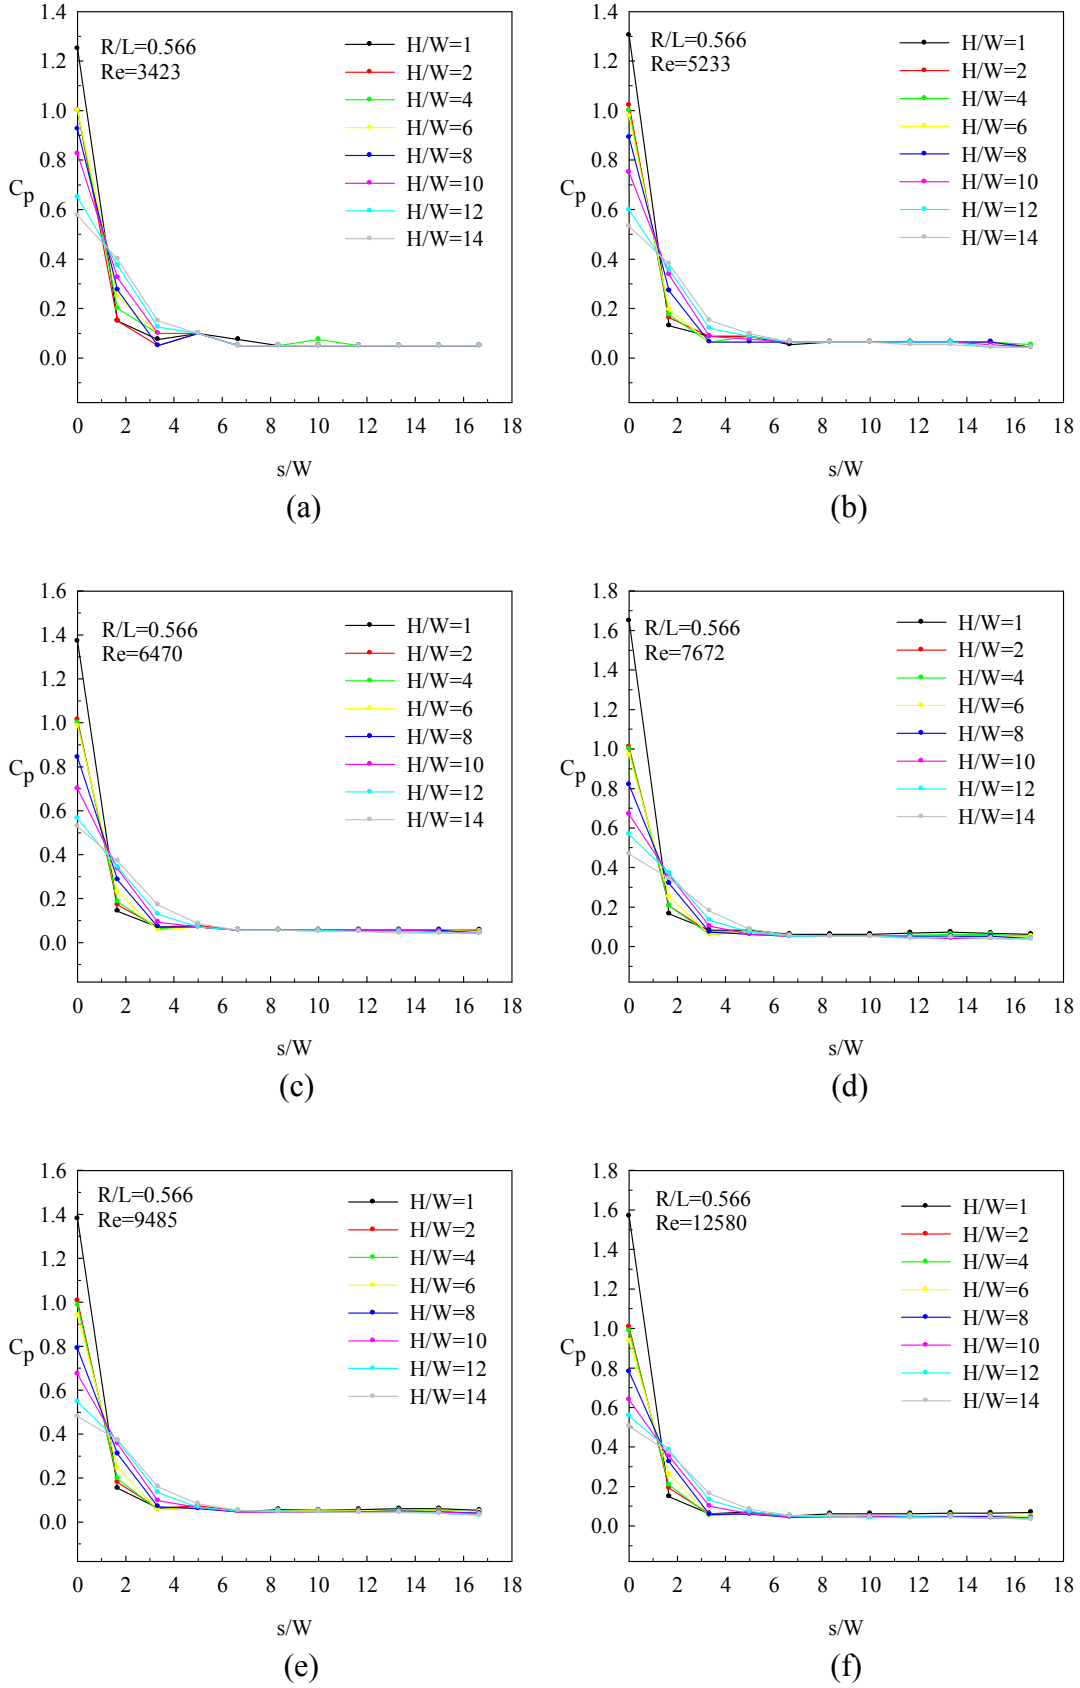 1.4
1.2
1.0
0.8
0.6
0.4
0.2
0.0
C_p
R/L=0.566
Re=3423
H/W=1
H/W=2
H/W=4
H/W=6
H/W=8
H/W=10
H/W=12
H/W=14
0 2 4 6 8 10 12 14 16 18
s/W
(a)
1.4
1.2
1.0
0.8
0.6
0.4
0.2
0.0
C_p
R/L=0.566
Re=5233
H/W=1
H/W=2
H/W=4
H/W=6
H/W=8
H/W=10
H/W=12
H/W=14
0 2 4 6 8 10 12 14 16 18
s/W
(b)
1.6
1.4
1.2
1.0
0.8
0.6
0.4
0.2
0.0
C_p
R/L=0.566
Re=6470
H/W=1
H/W=2
H/W=4
H/W=6
H/W=8
H/W=10
H/W=12
H/W=14
0 2 4 6 8 10 12 14 16 18
s/W
(c)
1.8
1.6
1.4
1.2
1.0
0.8
0.6
0.4
0.2
0.0
C_p
R/L=0.566
Re=7672
H/W=1
H/W=2
H/W=4
H/W=6
H/W=8
H/W=10
H/W=12
H/W=14
0 2 4 6 8 10 12 14 16 18
s/W
(d)
1.6
1.4
1.2
1.0
0.8
0.6
0.4
0.2
0.0
C_p
R/L=0.566
Re=9485
H/W=1
H/W=2
H/W=4
H/W=6
H/W=8
H/W=10
H/W=12
H/W=14
0 2 4 6 8 10 12 14 16 18
s/W
(e)
1.8
1.6
1.4
1.2
1.0
0.8
0.6
0.4
0.2
0.0
C_p
R/L=0.566
Re=12580
H/W=1
H/W=2
H/W=4
H/W=6
H/W=8
H/W=10
H/W=12
H/W=14
0 2 4 6 8 10 12 14 16 18
s/W
(f)